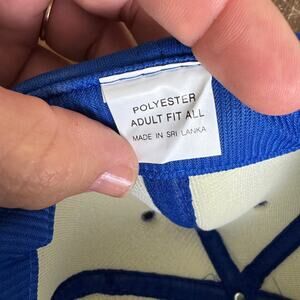 POLYESTER
ADULT FIT ALL
MADE IN SRI LANKA